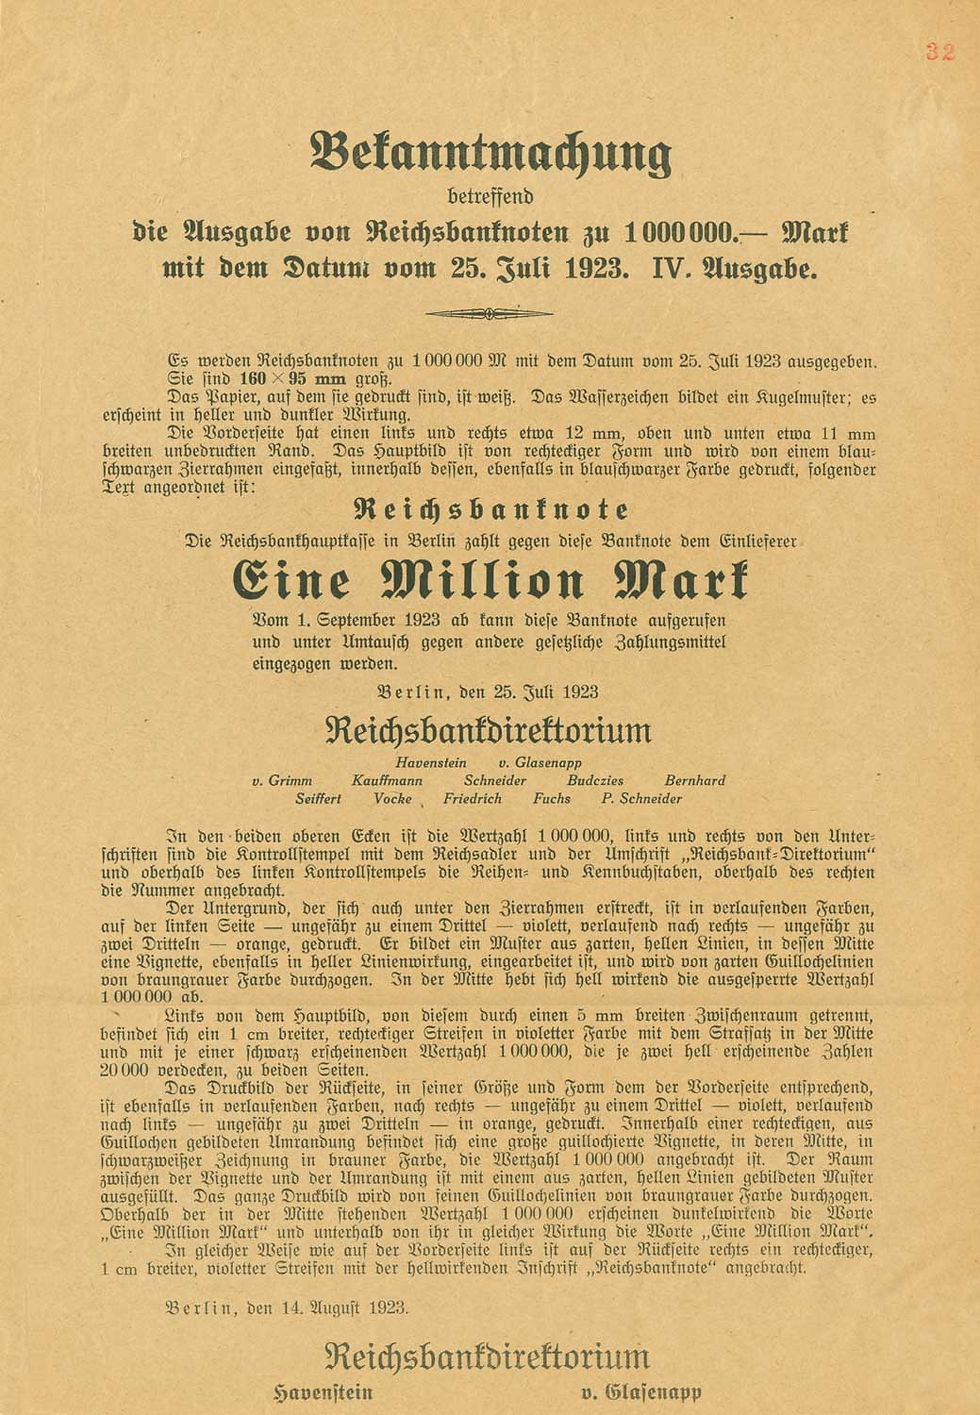 32
Bekanntmachung
betreffend
die Ausgabe von Reichsbanknoten zu 1 000 000.— Mark
mit dem Datum vom 25. Juli 1923. IV. Ausgabe.
Es werden Reichsbanknoten zu 1 000 000 M mit dem Datum vom 25. Juli 1923 ausgegeben.
Sie sind 160 × 95 mm groß.
Das Papier, auf dem sie gedruckt sind, ist weiß. Das Wasserzeichen bildet ein Kugelmuster; es
erscheint in heller und dunkler Wirkung.
Die Vorderseite hat einen links und rechts etwa 12 mm, oben und unten etwa 11 mm
breiten unbedruckten Rand. Das Hauptbild ist von rechteckiger Form und wird von einem blau-
schwarzen Zierrahmen eingefaßt, innerhalb dessen, ebenfalls in blauschwarzer Farbe gedruckt, folgender
Text angeordnet ist:
Reichsbanknote
Die Reichsbankhauptkasse in Berlin zahlt gegen diese Banknote dem Einlieferer
Eine Million Mark
Vom 1. September 1923 ab kann diese Banknote aufgerufen
und unter Umtausch gegen andere gesetzliche Zahlungsmittel
eingezogen werden.
Berlin, den 25. Juli 1923
Reichsbankdirektorium
Havenstein v. Glasenapp
v. Grimm Kauffmann Schneider Budczies Bernhard
Seiffert Vocke Friedrich Fuchs P. Schneider
In den beiden oberen Ecken ist die Wertzahl 1 000 000, links und rechts von den Unter-
schriften sind die Kontrollstempel mit dem Reichsadler und der Umschrift „Reichsbank-Direktorium“
und oberhalb des linken Kontrollstempels die Reihen- und Kennbuchstaben, oberhalb des rechten
die Nummer angebracht.
Der Untergrund, der sich auch unter den Zierrahmen erstreckt, ist in verlaufenden Farben,
auf der linken Seite — ungefähr zu einem Drittel — violett, verlaufend nach rechts — ungefähr zu
zwei Dritteln — orange, gedruckt. Er bildet ein Muster aus zarten, hellen Linien, in dessen Mitte
eine Vignette, ebenfalls in heller Linienwirkung, eingearbeitet ist, und wird von zarten Guillochelinien
von braungrauer Farbe durchzogen. In der Mitte hebt sich hell wirkend die ausgesperrte Wertzahl
1 000 000 ab.
Links von dem Hauptbild, von diesem durch einen 5 mm breiten Zwischenraum getrennt,
befindet sich ein 1 cm breiter, rechteckiger Streifen in violetter Farbe mit dem Strafsatz in der Mitte
und mit je einer schwarz erscheinenden Wertzahl 1 000 000, die je zwei hell erscheinende Zahlen
20 000 verdecken, zu beiden Seiten.
Das Druckbild der Rückseite, in seiner Größe und Form dem der Vorderseite entsprechend,
ist ebenfalls in verlaufenden Farben, nach rechts — ungefähr zu einem Drittel — violett, verlaufend
nach links — ungefähr zu zwei Dritteln — in orange, gedruckt. Innerhalb einer rechteckigen, aus
Guillochen gebildeten Umrandung befindet sich eine große guillochierte Vignette, in deren Mitte, in
schwarzweißer Zeichnung in brauner Farbe, die Wertzahl 1 000 000 angebracht ist. Der Raum
zwischen der Vignette und der Umrandung ist mit einem aus zarten, hellen Linien gebildeten Muster
ausgefüllt. Das ganze Druckbild wird von feinen Guillochelinien von braungrauer Farbe durchzogen.
Oberhalb der in der Mitte stehenden Wertzahl 1 000 000 erscheinen dunkelwirkend die Worte
„Eine Million Mark“ und unterhalb von ihr in gleicher Wirkung die Worte „Eine Million Mark“.
In gleicher Weise wie auf der Vorderseite links ist auf der Rückseite rechts ein rechteckiger,
1 cm breiter, violetter Streifen mit der hellwirkenden Inschrift „Reichsbanknote“ angebracht.
Berlin, den 14. August 1923.
Reichsbankdirektorium
Havenstein v. Glasenapp